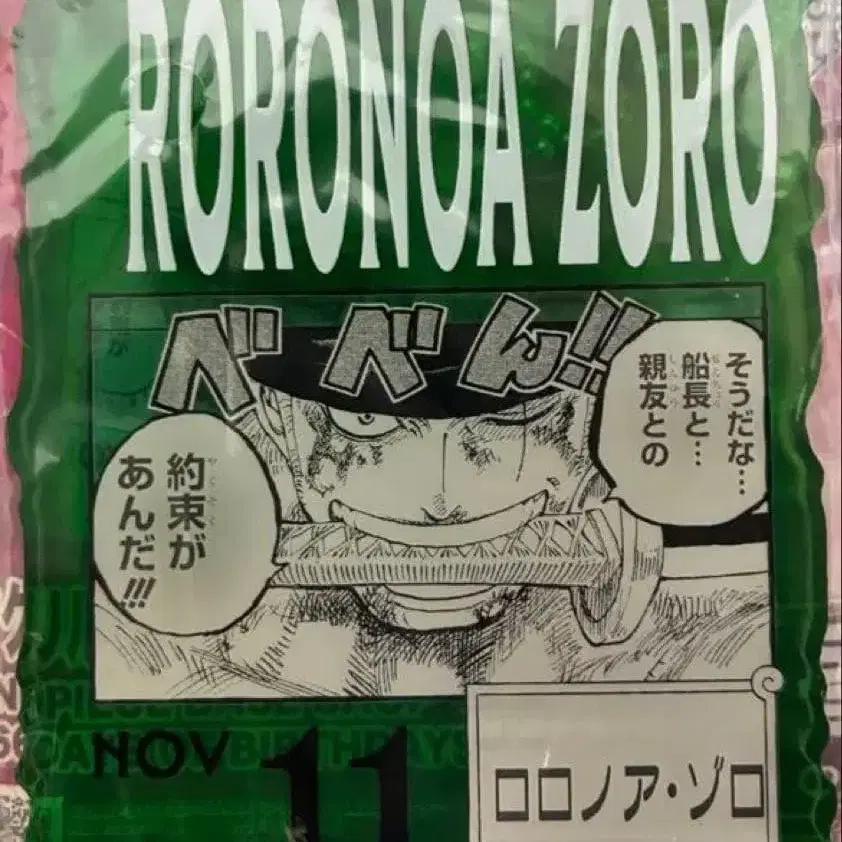 RORONOA ZORO
べべん!!
そうだな…
船長と…
親友との
約束が
あんだ!!!
NOV
11
ロロノア・ゾロ
BIRTHDAYS